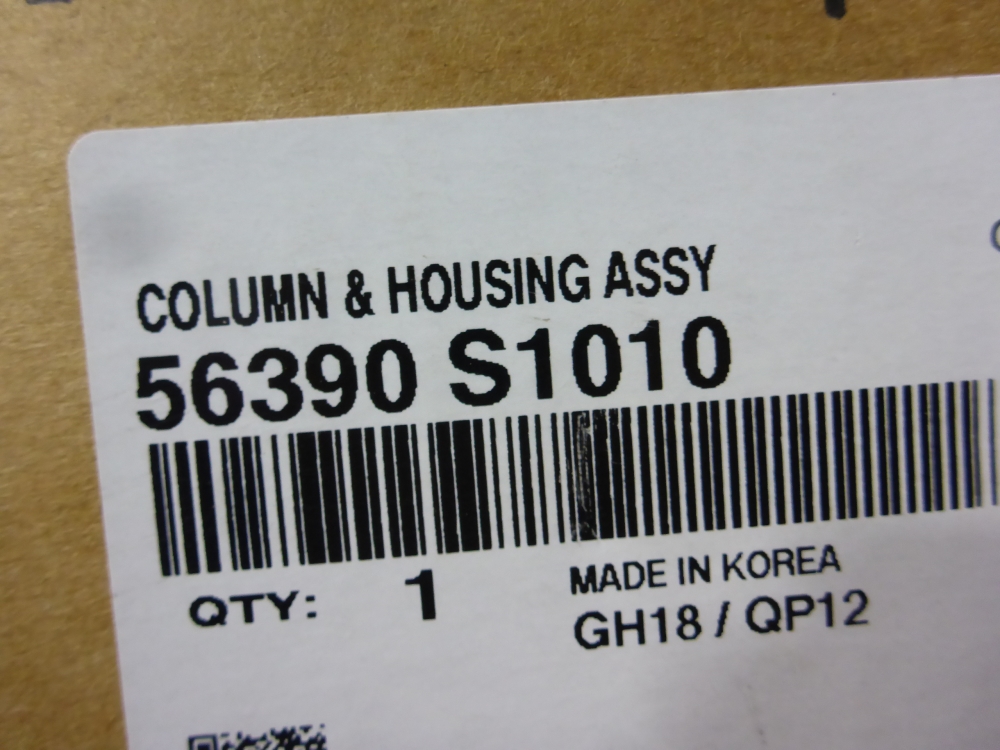 COLUMN & HOUSING ASSY
56390 S1010
QTY: 1
MADE IN KOREA
GH18 / QP12